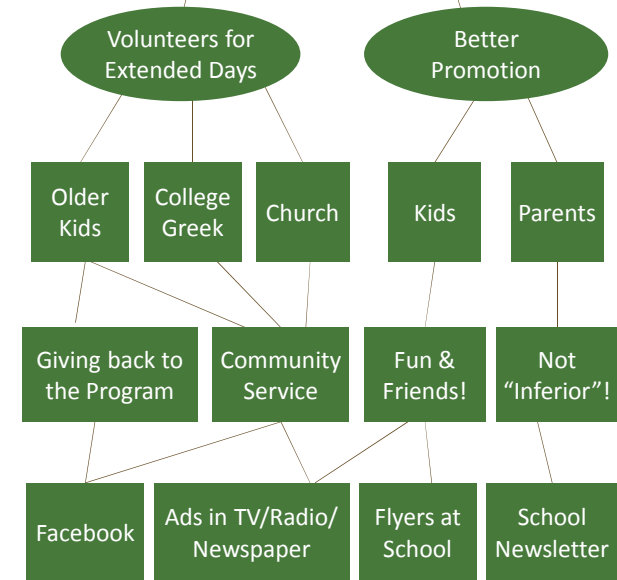 Volunteers for
Extended Days
Better
Promotion
Older
Kids
College
Greek
Church
Kids
Parents
Giving back to
the Program
Community
Service
Fun &
Friends!
Not
“Inferior”!
Facebook
Ads in TV/Radio/
Newspaper
Flyers at
School
School
Newsletter